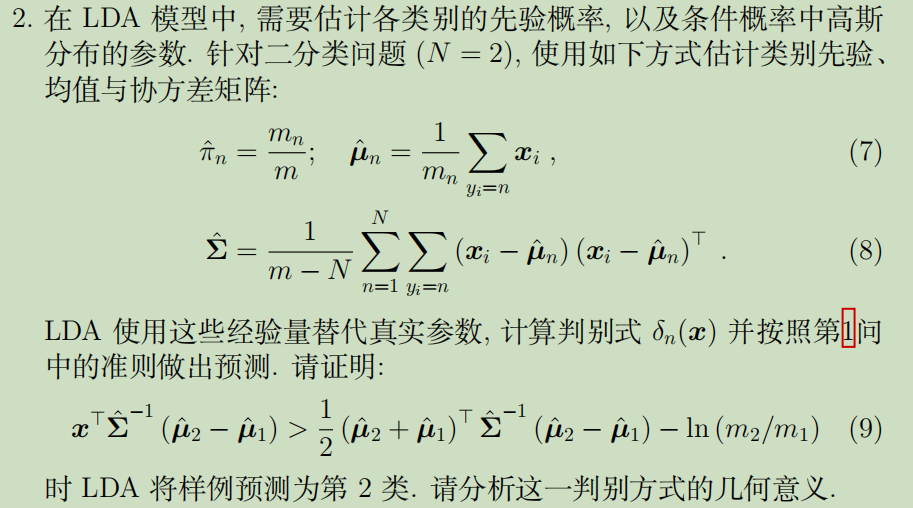 2. 在 LDA 模型中, 需要估计各类别的先验概率, 以及条件概率中高斯
分布的参数. 针对二分类问题 (N = 2), 使用如下方式估计类别先验、
均值与协方差矩阵:
$\hat{\pi}_n = \frac{m_n}{m}; \quad \hat{\boldsymbol{\mu}}_n = \frac{1}{m_n} \sum_{y_i=n} \boldsymbol{x}_i ,$ (7)
$\hat{\boldsymbol{\Sigma}} = \frac{1}{m-N} \sum_{n=1}^{N} \sum_{y_i=n} (\boldsymbol{x}_i - \hat{\boldsymbol{\mu}}_n) (\boldsymbol{x}_i - \hat{\boldsymbol{\mu}}_n)^\top .$ (8)
LDA 使用这些经验量替代真实参数, 计算判别式 $\delta_n(\boldsymbol{x})$ 并按照第1问
中的准则做出预测. 请证明:
$\boldsymbol{x}^\top \hat{\boldsymbol{\Sigma}}^{-1} (\hat{\boldsymbol{\mu}}_2 - \hat{\boldsymbol{\mu}}_1) > \frac{1}{2} (\hat{\boldsymbol{\mu}}_2 + \hat{\boldsymbol{\mu}}_1)^\top \hat{\boldsymbol{\Sigma}}^{-1} (\hat{\boldsymbol{\mu}}_2 - \hat{\boldsymbol{\mu}}_1) - \ln (m_2/m_1)$ (9)
时 LDA 将样例预测为第 2 类. 请分析这一判别方式的几何意义.